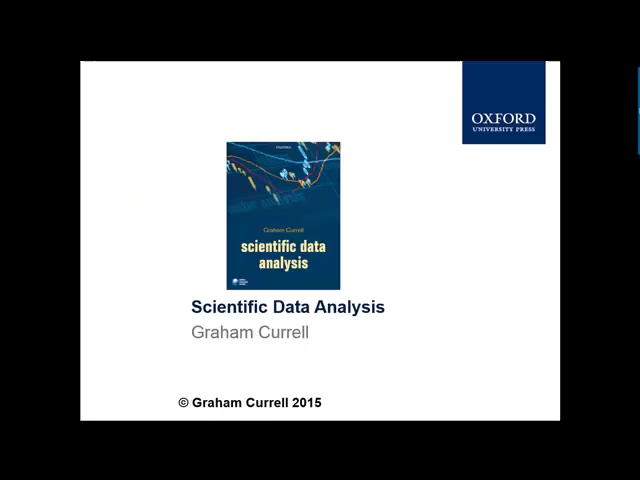 OXFORD
UNIVERSITY PRESS
Graham Currell
scientific data
analysis
Scientific Data Analysis
Graham Currell
© Graham Currell 2015